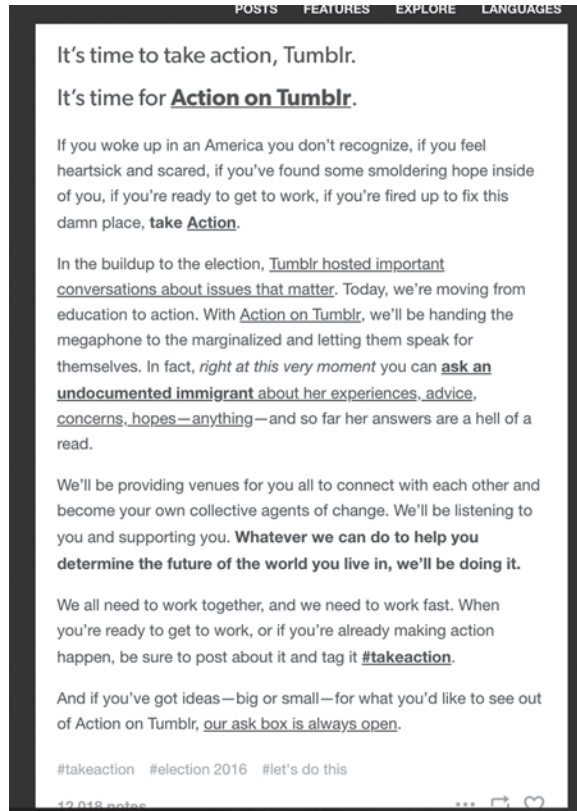 POSTS FEATURES EXPLORE LANGUAGES
It's time to take action, Tumblr.
It's time for Action on Tumblr.
If you woke up in an America you don't recognize, if you feel
heartsick and scared, if you've found some smoldering hope inside
of you, if you're ready to get to work, if you're fired up to fix this
damn place, take Action.
In the buildup to the election, Tumblr hosted important
conversations about issues that matter. Today, we're moving from
education to action. With Action on Tumblr, we'll be handing the
megaphone to the marginalized and letting them speak for
themselves. In fact, right at this very moment you can ask an
undocumented immigrant about her experiences, advice,
concerns, hopes—anything—and so far her answers are a hell of a
read.
We'll be providing venues for you all to connect with each other and
become your own collective agents of change. We'll be listening to
you and supporting you. Whatever we can do to help you
determine the future of the world you live in, we'll be doing it.
We all need to work together, and we need to work fast. When
you're ready to get to work, or if you're already making action
happen, be sure to post about it and tag it #takeaction.
And if you've got ideas—big or small—for what you'd like to see out
of Action on Tumblr, our ask box is always open.
#takeaction #election 2016 #let's do this
12,018 notes